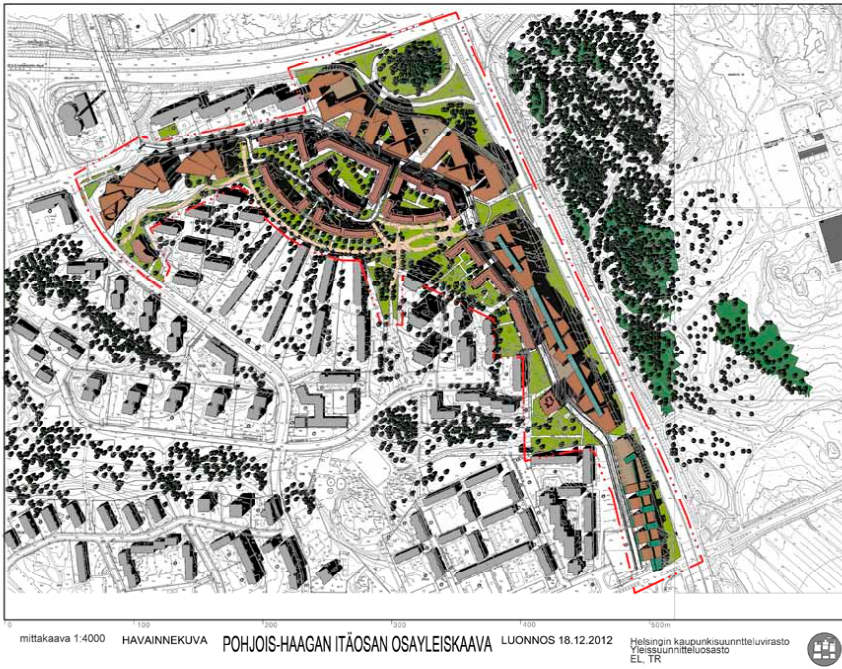 0 100 200 300 400 500m
mittakaava 1:4000 HAVAINNEKUVA POHJOIS-HAAGAN ITÄOSAN OSAYLEISKAAVA LUONNOS 18.12.2012
Helsingin kaupunkisuunntteluvirasto
Yleissuunnitteluosasto
EL, TR